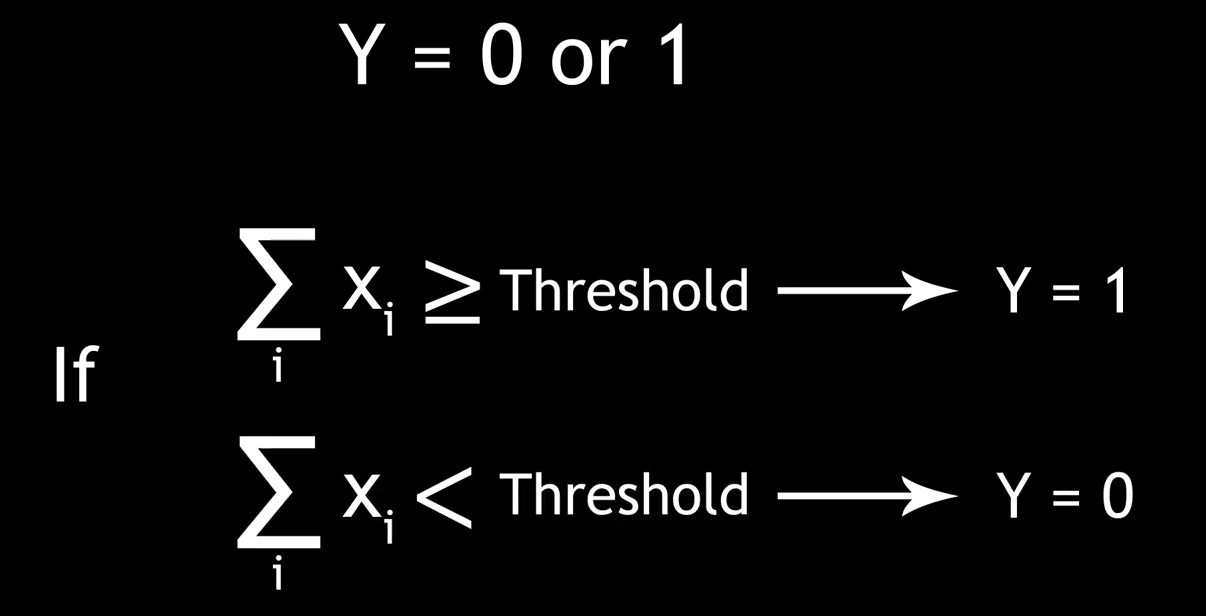 Y = 0 or 1
∑ xᵢ ≥ Threshold ⟶ Y = 1
i
If
∑ xᵢ < Threshold ⟶ Y = 0
i